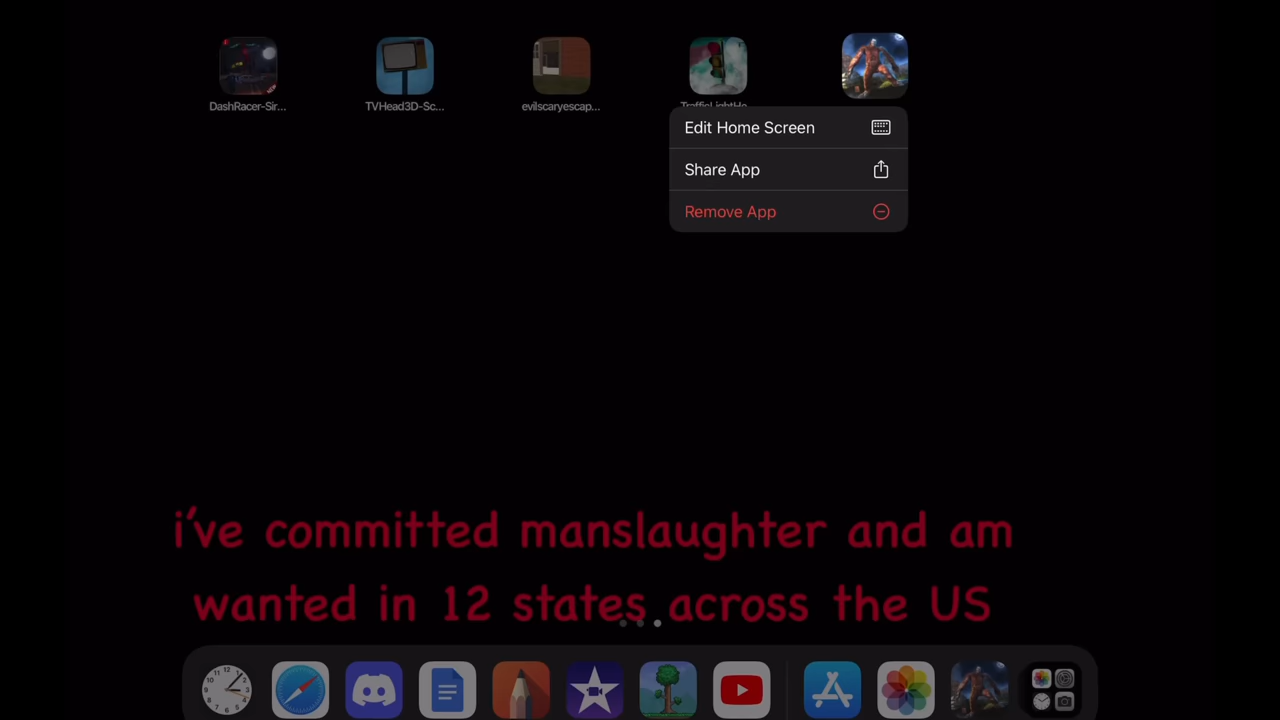 DashRacer-Sir...
TVHead3D-Sc...
evilscaryescap...
TrafficLightHe...
Edit Home Screen
Share App
Remove App
i've committed manslaughter and am
wanted in 12 states across the US